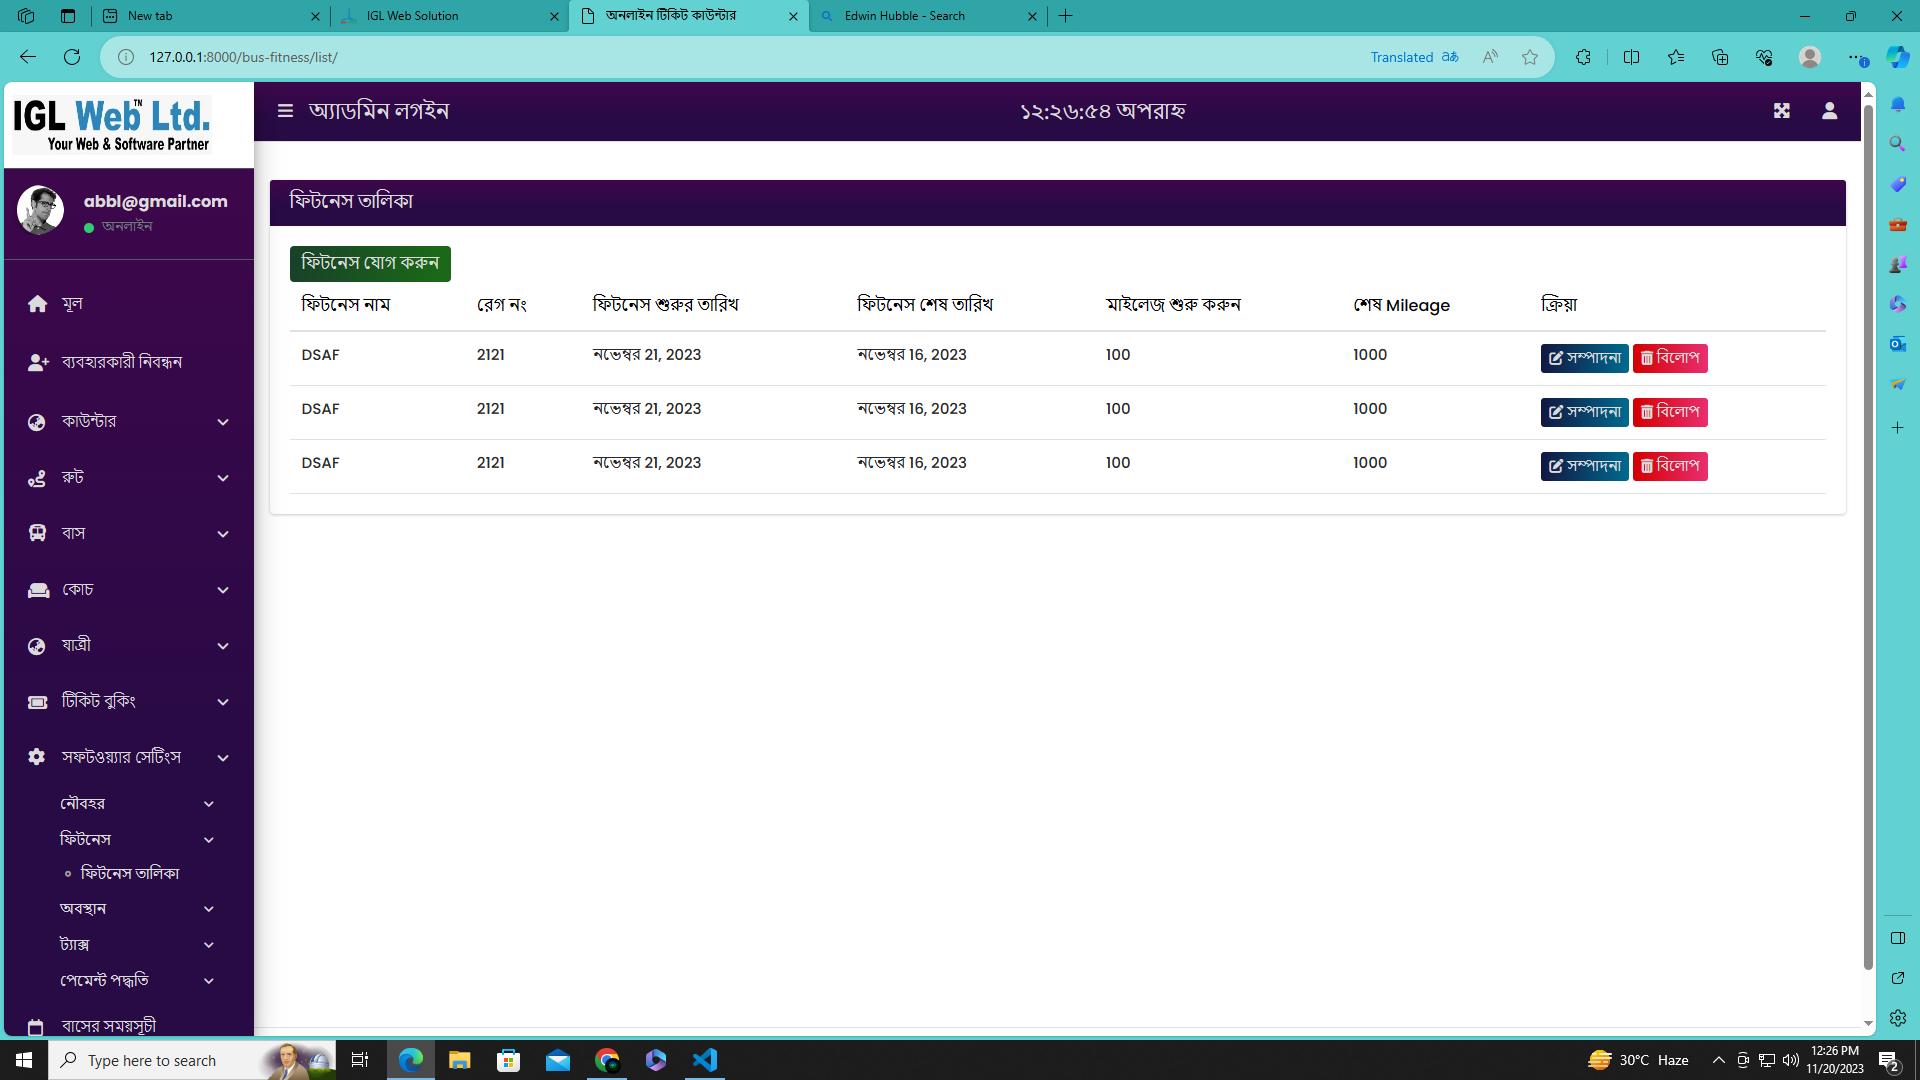 New tab
IGL Web Solution
অনলাইন টিকিট কাউন্টার
Edwin Hubble - Search
127.0.0.1:8000/bus-fitness/list/
Translated
IGL Web™ Ltd.
Your Web & Software Partner
অ্যাডমিন লগইন
১২:২৬:৫৪ অপরাহ্ন
abbl@gmail.com
অনলাইন
মূল
ব্যবহারকারী নিবন্ধন
কাউন্টার
রুট
বাস
কোচ
যাত্রী
টিকিট বুকিং
সফটওয়্যার সেটিংস
নৌবহর
ফিটনেস
ফিটনেস তালিকা
অবস্থান
ট্যাক্স
পেমেন্ট পদ্ধতি
বাসের সময়সূচী
ফিটনেস তালিকা
ফিটনেস যোগ করুন
ফিটনেস নাম রেগ নং ফিটনেস শুরুর তারিখ ফিটনেস শেষ তারিখ মাইলেজ শুরু করুন শেষ Mileage ক্রিয়া
DSAF 2121 নভেম্বর 21, 2023 নভেম্বর 16, 2023 100 1000 সম্পাদনা বিলোপ
DSAF 2121 নভেম্বর 21, 2023 নভেম্বর 16, 2023 100 1000 সম্পাদনা বিলোপ
DSAF 2121 নভেম্বর 21, 2023 নভেম্বর 16, 2023 100 1000 সম্পাদনা বিলোপ
Type here to search
30°C Haze
12:26 PM
11/20/2023
2